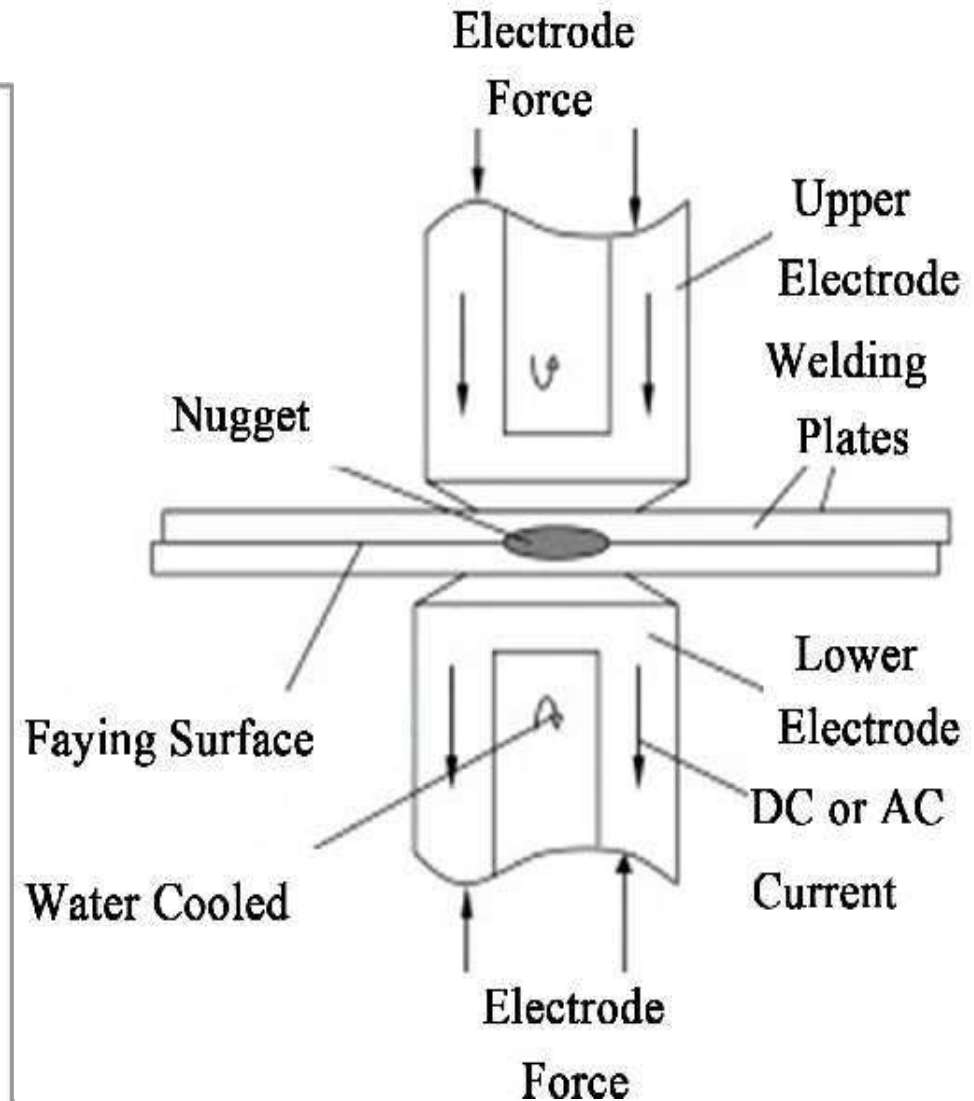 Electrode
Force
Upper
Electrode
Welding
Plates
Nugget
Lower
Electrode
Faying Surface
DC or AC
Current
Water Cooled
Electrode
Force